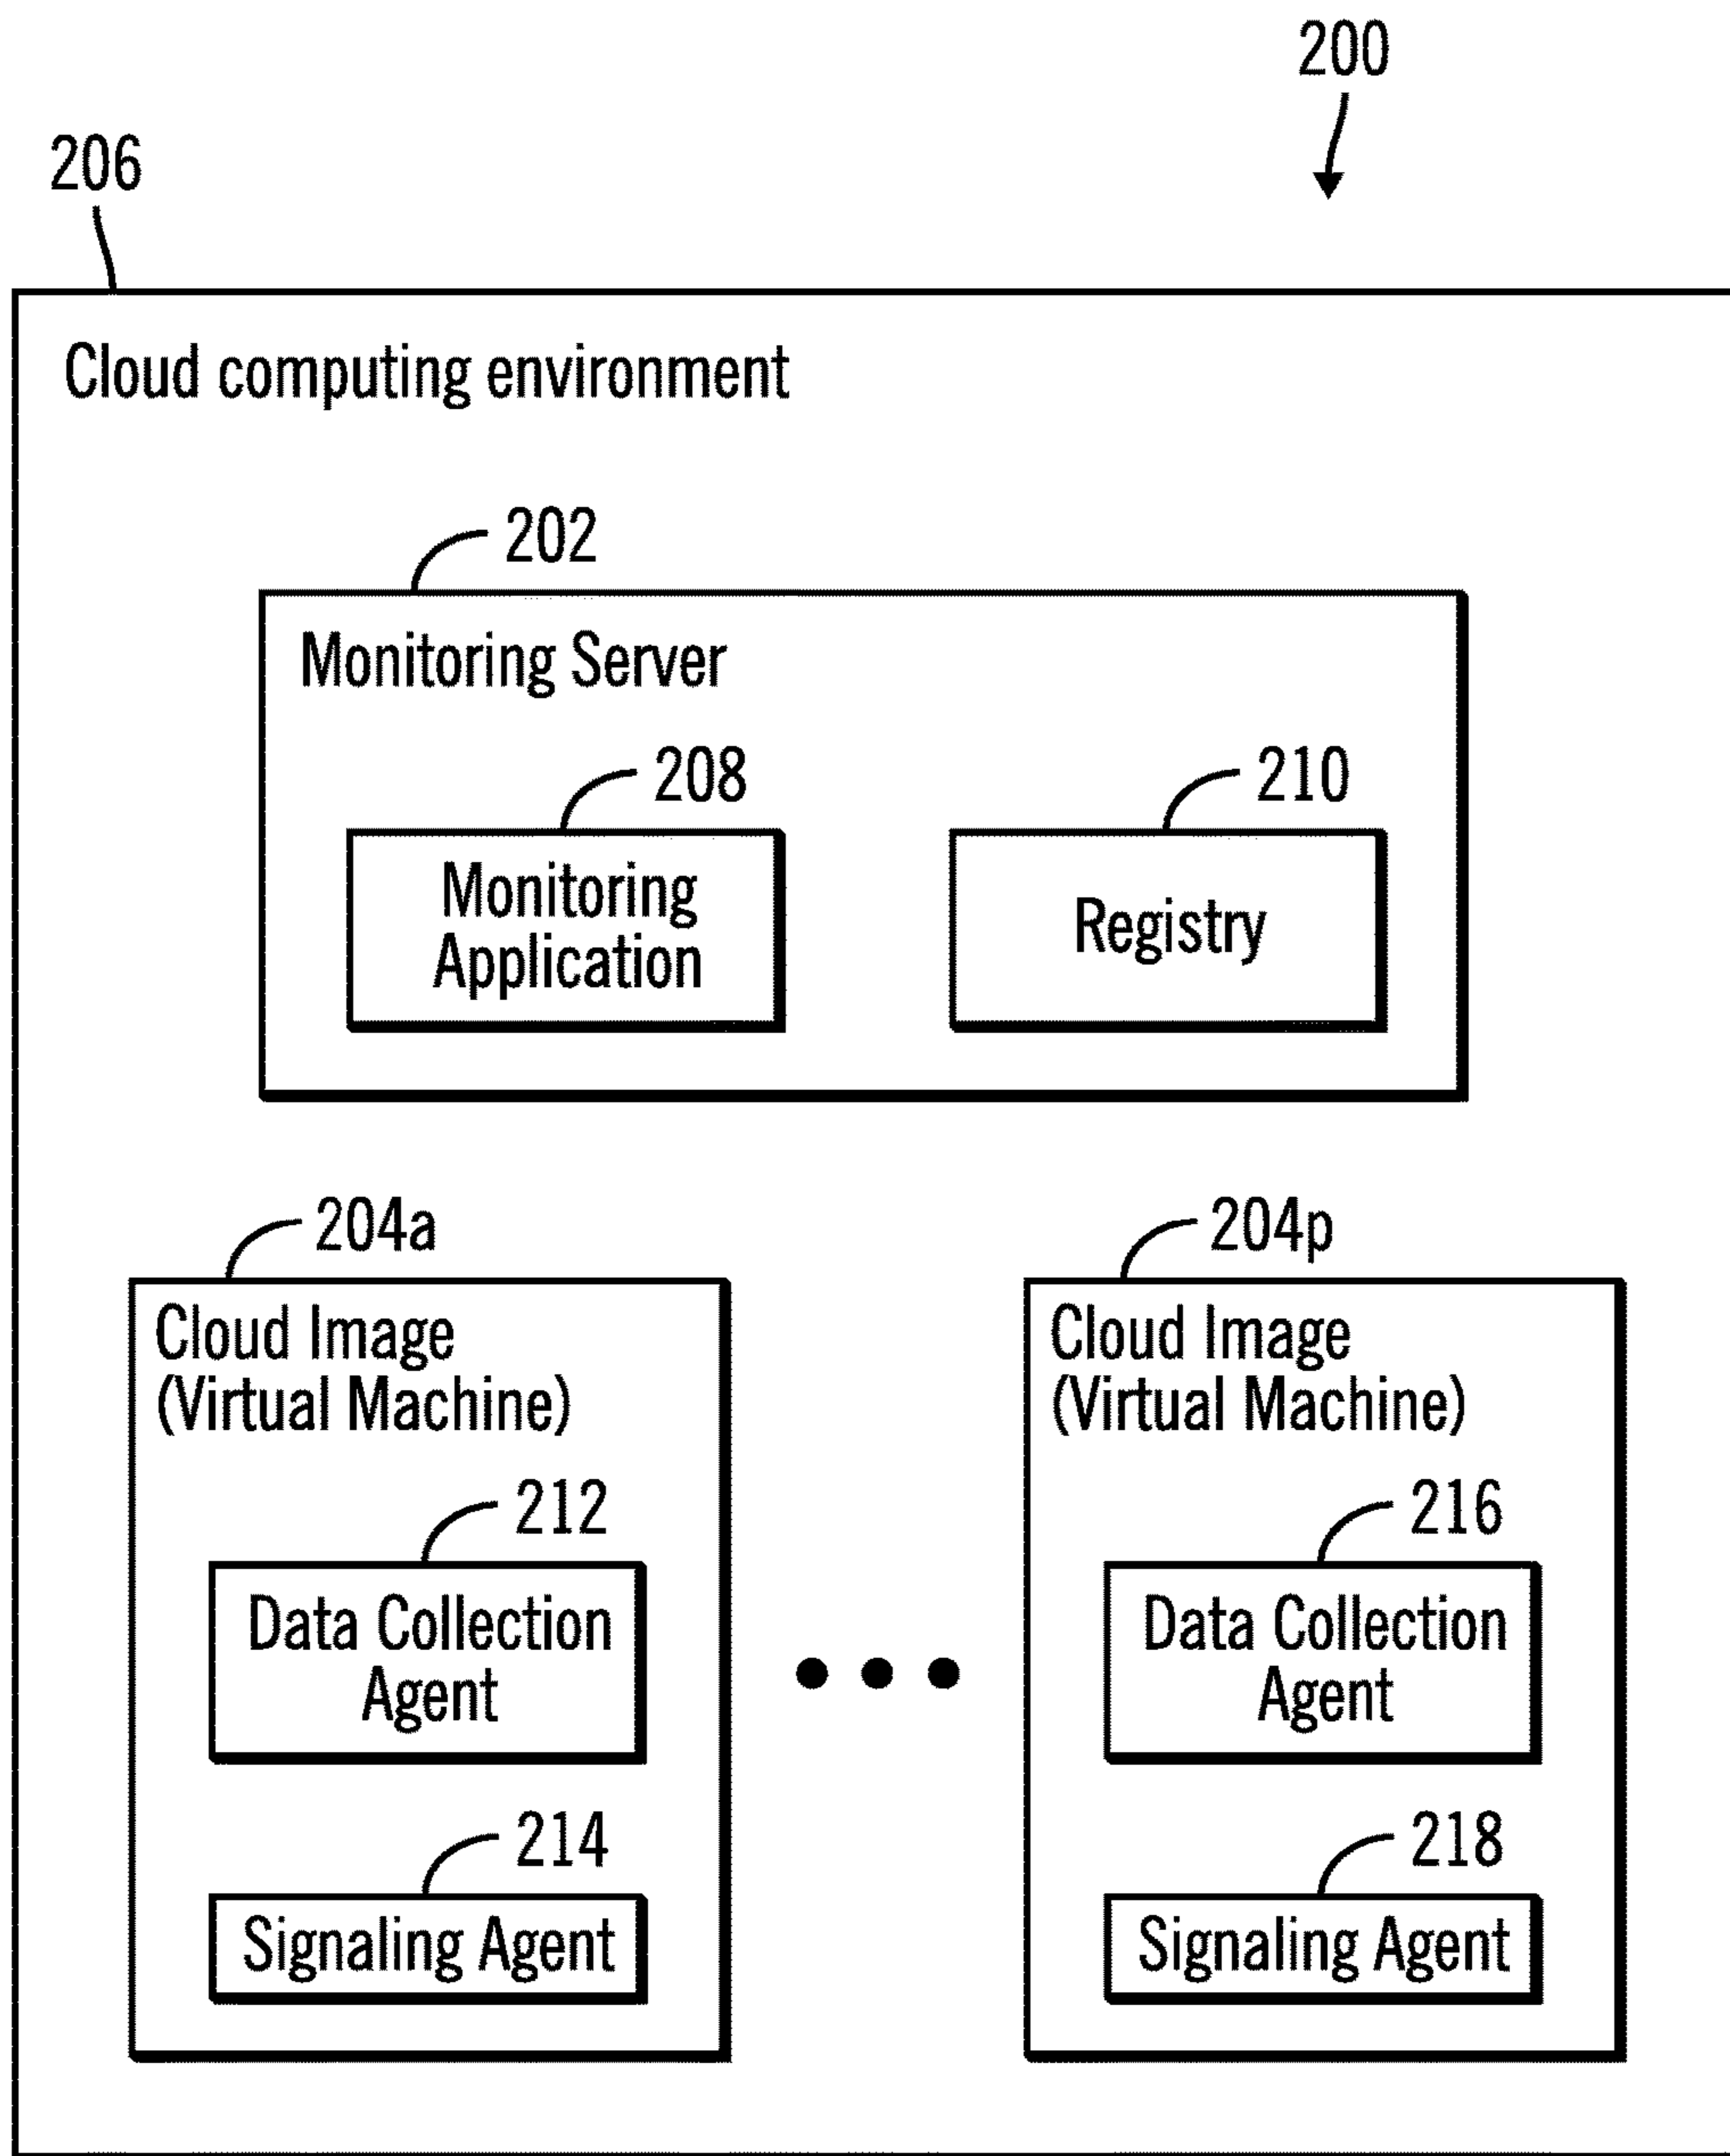 200
206
Cloud computing environment
202
Monitoring Server
208
Monitoring
Application
210
Registry
204a
Cloud Image
(Virtual Machine)
212
Data Collection
Agent
214
Signaling Agent
204p
Cloud Image
(Virtual Machine)
216
Data Collection
Agent
218
Signaling Agent